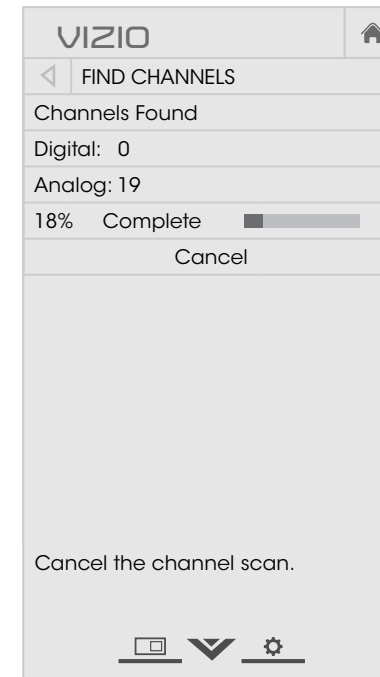 VIZIO
FIND CHANNELS
Channels Found
Digital: 0
Analog: 19
18% Complete
Cancel
Cancel the channel scan.